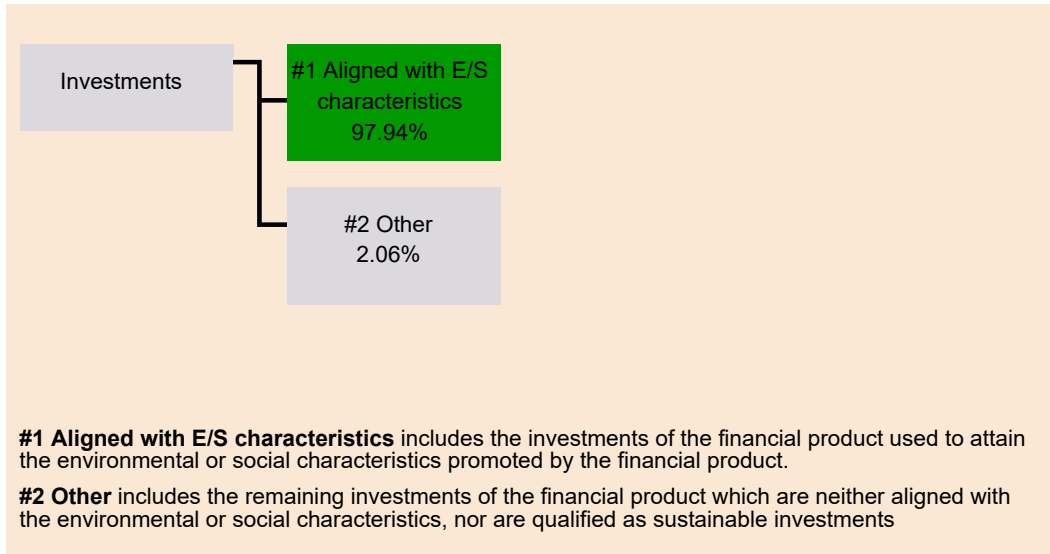 Investments
#1 Aligned with E/S
characteristics
97.94%
#2 Other
2.06%
#1 Aligned with E/S characteristics includes the investments of the financial product used to attain
the environmental or social characteristics promoted by the financial product.
#2 Other includes the remaining investments of the financial product which are neither aligned with
the environmental or social characteristics, nor are qualified as sustainable investments